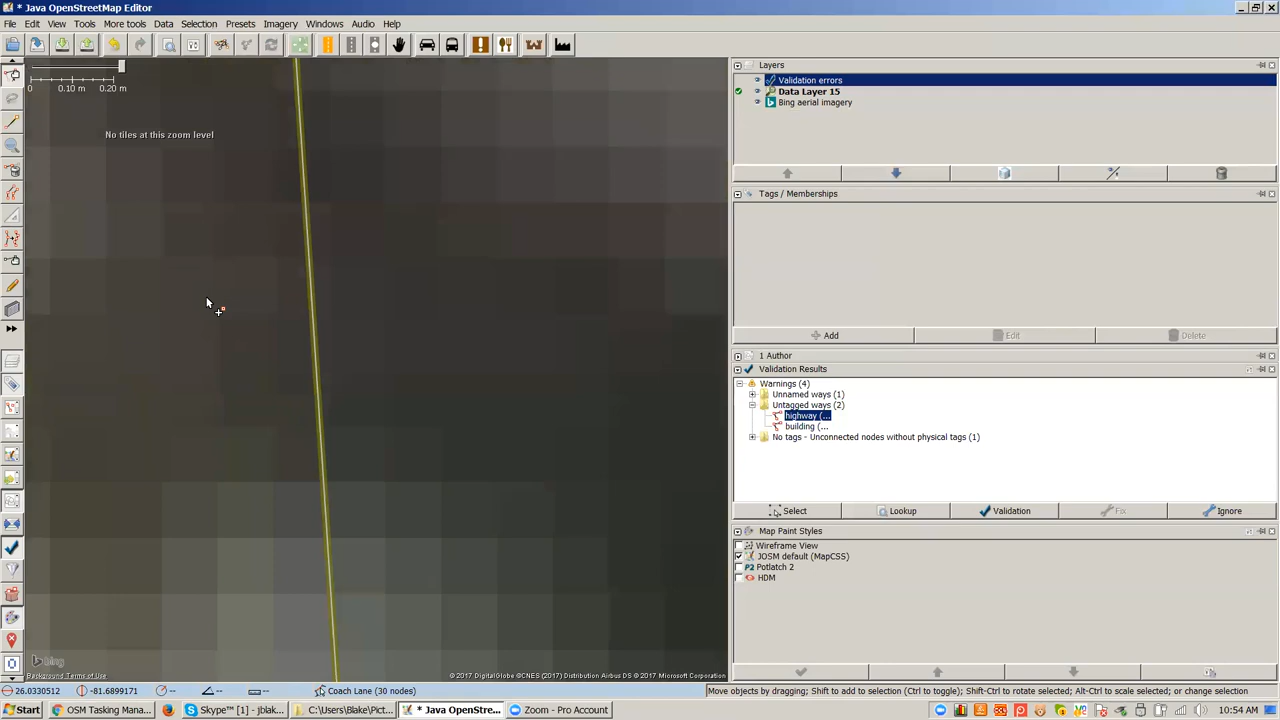 * Java OpenStreetMap Editor
File Edit View Tools More tools Data Selection Presets Imagery Windows Audio Help
0.10 m 0.20 m
No tiles at this zoom level
Layers
Validation errors
Data Layer 15
Bing aerial imagery
Tags / Memberships
Add Edit Delete
1 Author
Validation Results
Warnings (4)
Unnamed ways (1)
Untagged ways (2)
highway (...
building (...
No tags - Unconnected nodes without physical tags (1)
Select Lookup Validation Fix Ignore
Map Paint Styles
Wireframe View
JOSM default (MapCSS)
P2 Potlatch 2
HDM
bing
Background Terms of Use
© 2017 DigitalGlobe ©CNES (2017) Distribution Airbus DS © 2017 Microsoft Corporation
26.0330512 -81.6899171 -- -- -- Coach Lane (30 nodes) Move objects by dragging; Shift to add to selection (Ctrl to toggle); Shift-Ctrl to rotate selected; Alt-Ctrl to scale selected; or change selection
Start OSM Tasking Man... Skype™ [1] - jblak... C:\Users\Blake\Pict... * Java OpenStre... Zoom - Pro Account 10:54 AM